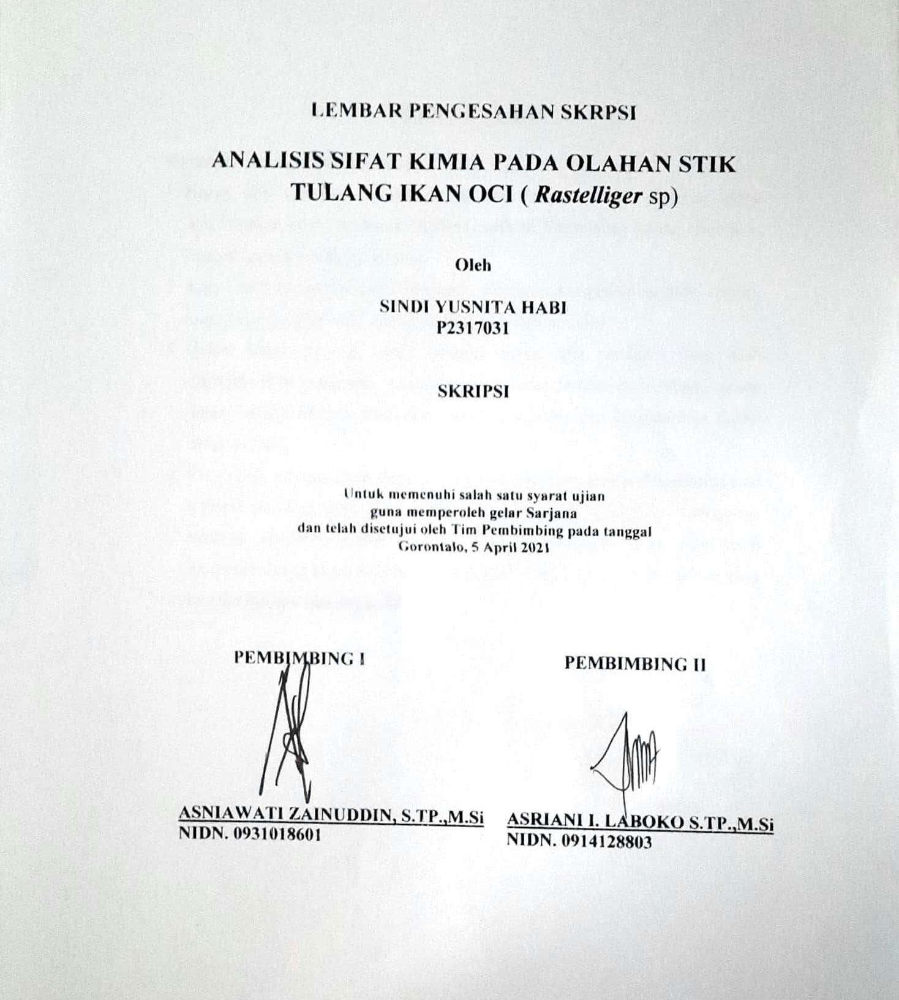 LEMBAR PENGESAHAN SKRPSI
ANALISIS SIFAT KIMIA PADA OLAHAN STIK
TULANG IKAN OCI ( Rastelliger sp)
Oleh
SINDI YUSNITA HABI
P2317031
SKRIPSI
Untuk memenuhi salah satu syarat ujian
guna memperoleh gelar Sarjana
dan telah disetujui oleh Tim Pembimbing pada tanggal
Gorontalo, 5 April 2021
PEMBIMBING I
ASNIAWATI ZAINUDDIN, S.TP.,M.Si
NIDN. 0931018601
PEMBIMBING II
ASRIANI I. LABOKO S.TP.,M.Si
NIDN. 0914128803